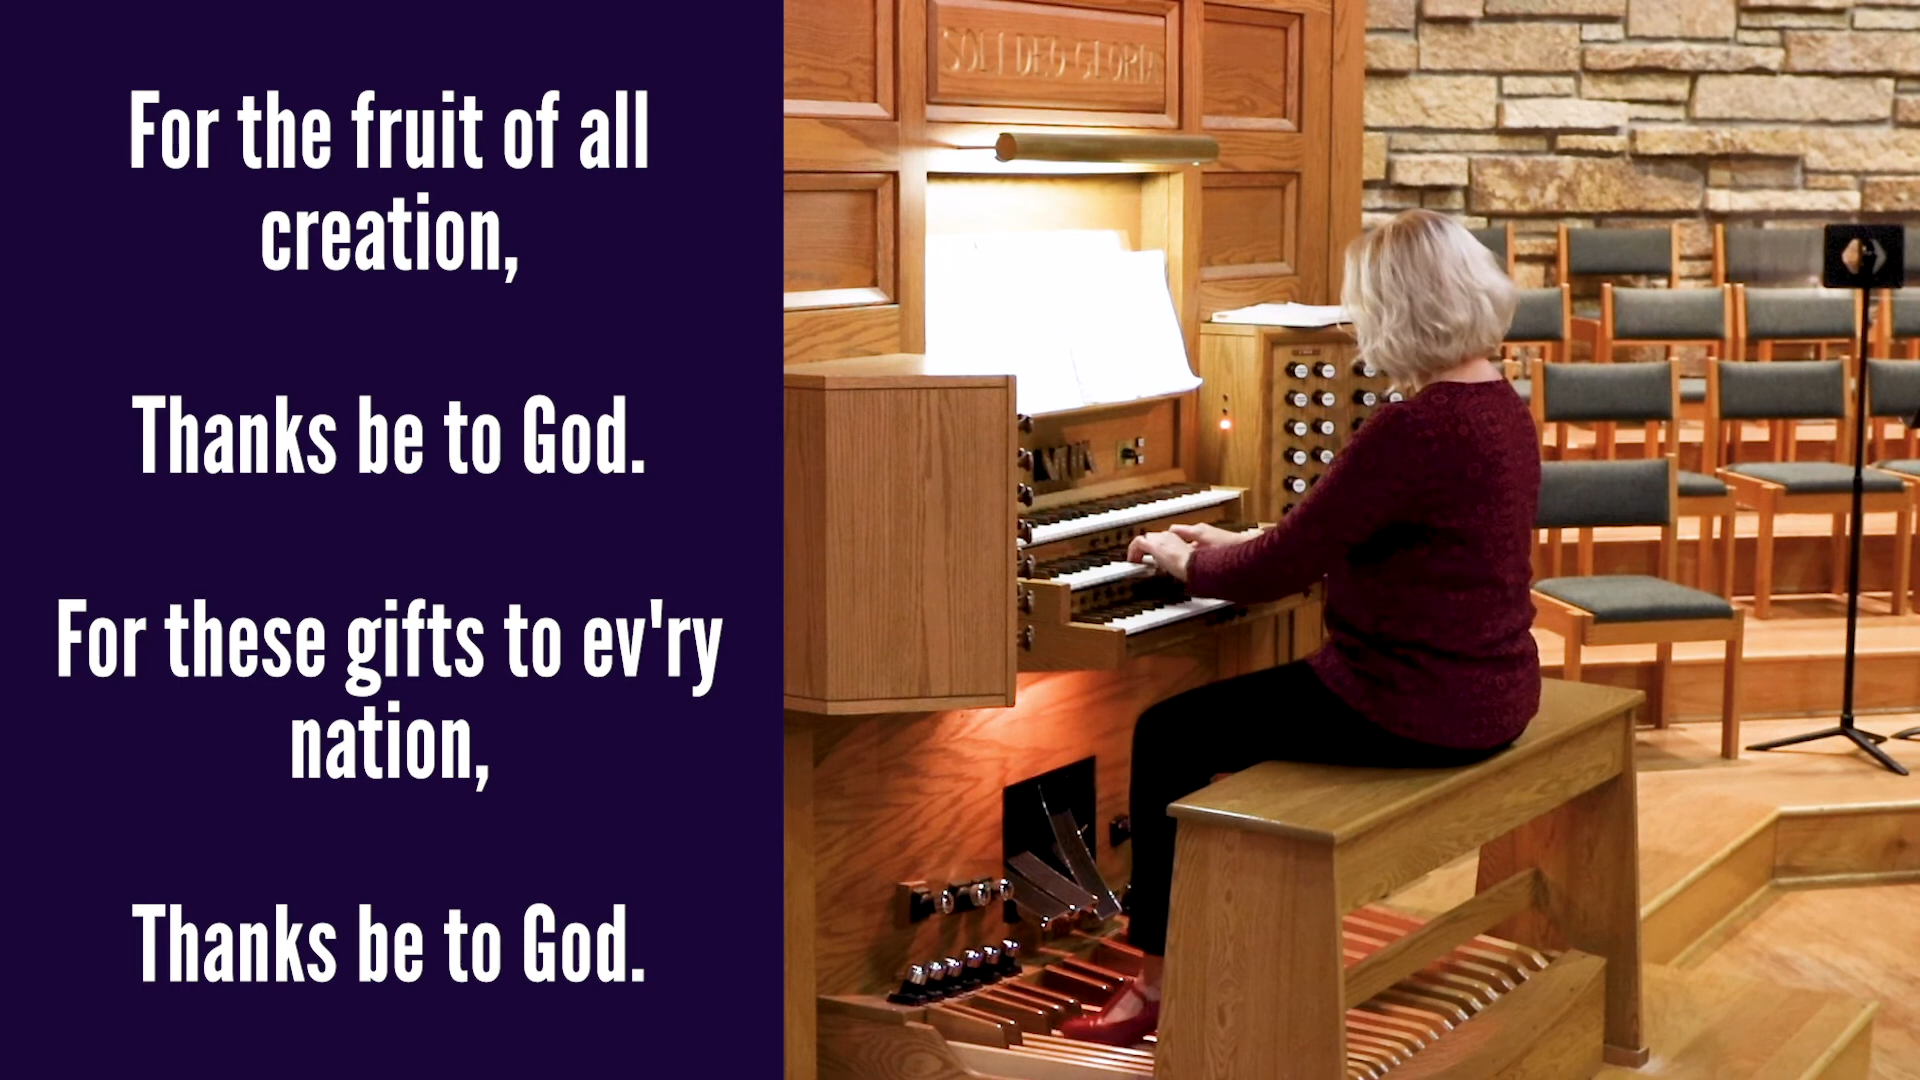 For the fruit of all
creation,
Thanks be to God.
For these gifts to ev'ry
nation,
Thanks be to God.
SOLI DEO GLORIA